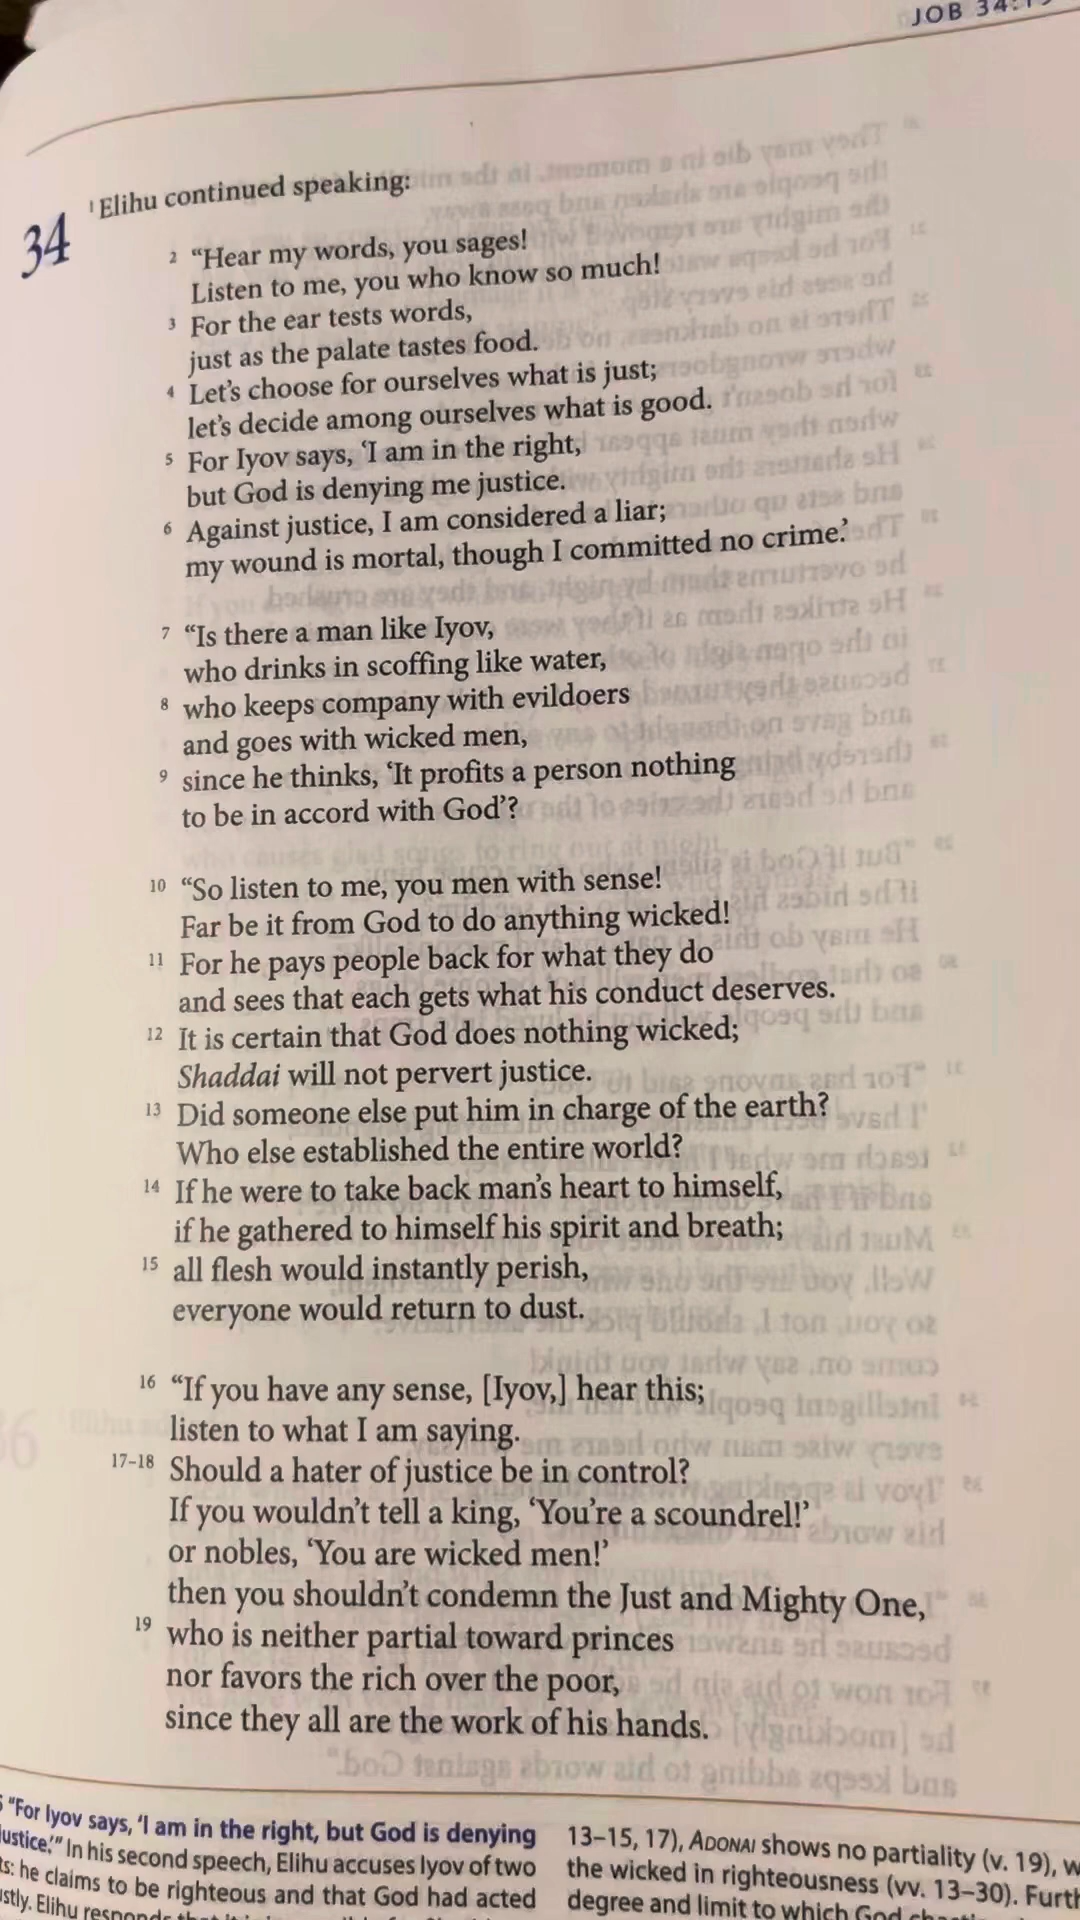 JOB 34:19
34
1 Elihu continued speaking:
2 “Hear my words, you sages!
Listen to me, you who know so much!
3 For the ear tests words,
just as the palate tastes food.
4 Let’s choose for ourselves what is just;
let’s decide among ourselves what is good.
5 For Iyov says, ‘I am in the right,
but God is denying me justice.
6 Against justice, I am considered a liar;
my wound is mortal, though I committed no crime.’
7 “Is there a man like Iyov,
who drinks in scoffing like water,
8 who keeps company with evildoers
and goes with wicked men,
9 since he thinks, ‘It profits a person nothing
to be in accord with God’?
10 “So listen to me, you men with sense!
Far be it from God to do anything wicked!
11 For he pays people back for what they do
and sees that each gets what his conduct deserves.
12 It is certain that God does nothing wicked;
Shaddai will not pervert justice.
13 Did someone else put him in charge of the earth?
Who else established the entire world?
14 If he were to take back man’s heart to himself,
if he gathered to himself his spirit and breath;
15 all flesh would instantly perish,
everyone would return to dust.
16 “If you have any sense, [Iyov,] hear this;
listen to what I am saying.
17–18 Should a hater of justice be in control?
If you wouldn’t tell a king, ‘You’re a scoundrel!’
or nobles, ‘You are wicked men!’
then you shouldn’t condemn the Just and Mighty One,
19 who is neither partial toward princes
nor favors the rich over the poor,
since they all are the work of his hands.
“For Iyov says, ‘I am in the right, but God is denying
justice.’” In his second speech, Elihu accuses Iyov of two
he claims to be righteous and that God had acted
Elihu
13–15, 17), ADONAI shows no partiality (v. 19),
the wicked in righteousness (vv. 13–30).
degree and limit to which God